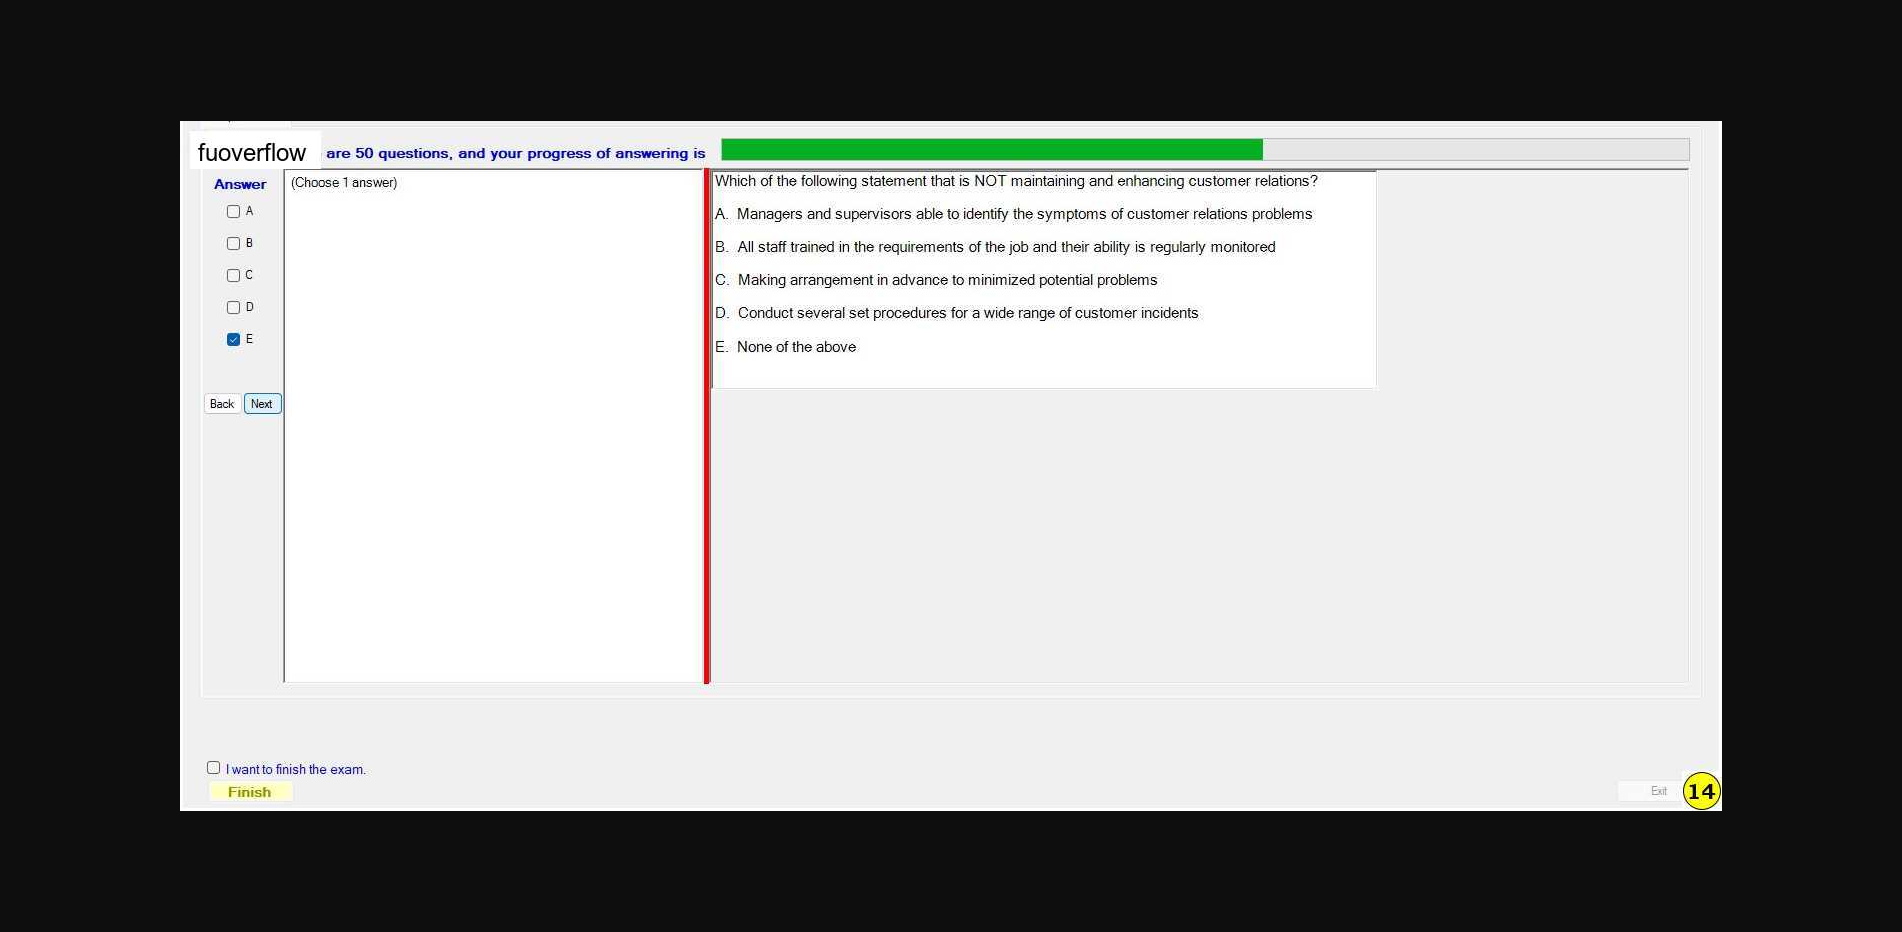 fuoverflow are 50 questions, and your progress of answering is
Answer
(Choose 1 answer)
A
B
C
D
E
Back Next
Which of the following statement that is NOT maintaining and enhancing customer relations?
A. Managers and supervisors able to identify the symptoms of customer relations problems
B. All staff trained in the requirements of the job and their ability is regularly monitored
C. Making arrangement in advance to minimized potential problems
D. Conduct several set procedures for a wide range of customer incidents
E. None of the above
I want to finish the exam.
Finish
Exit
14